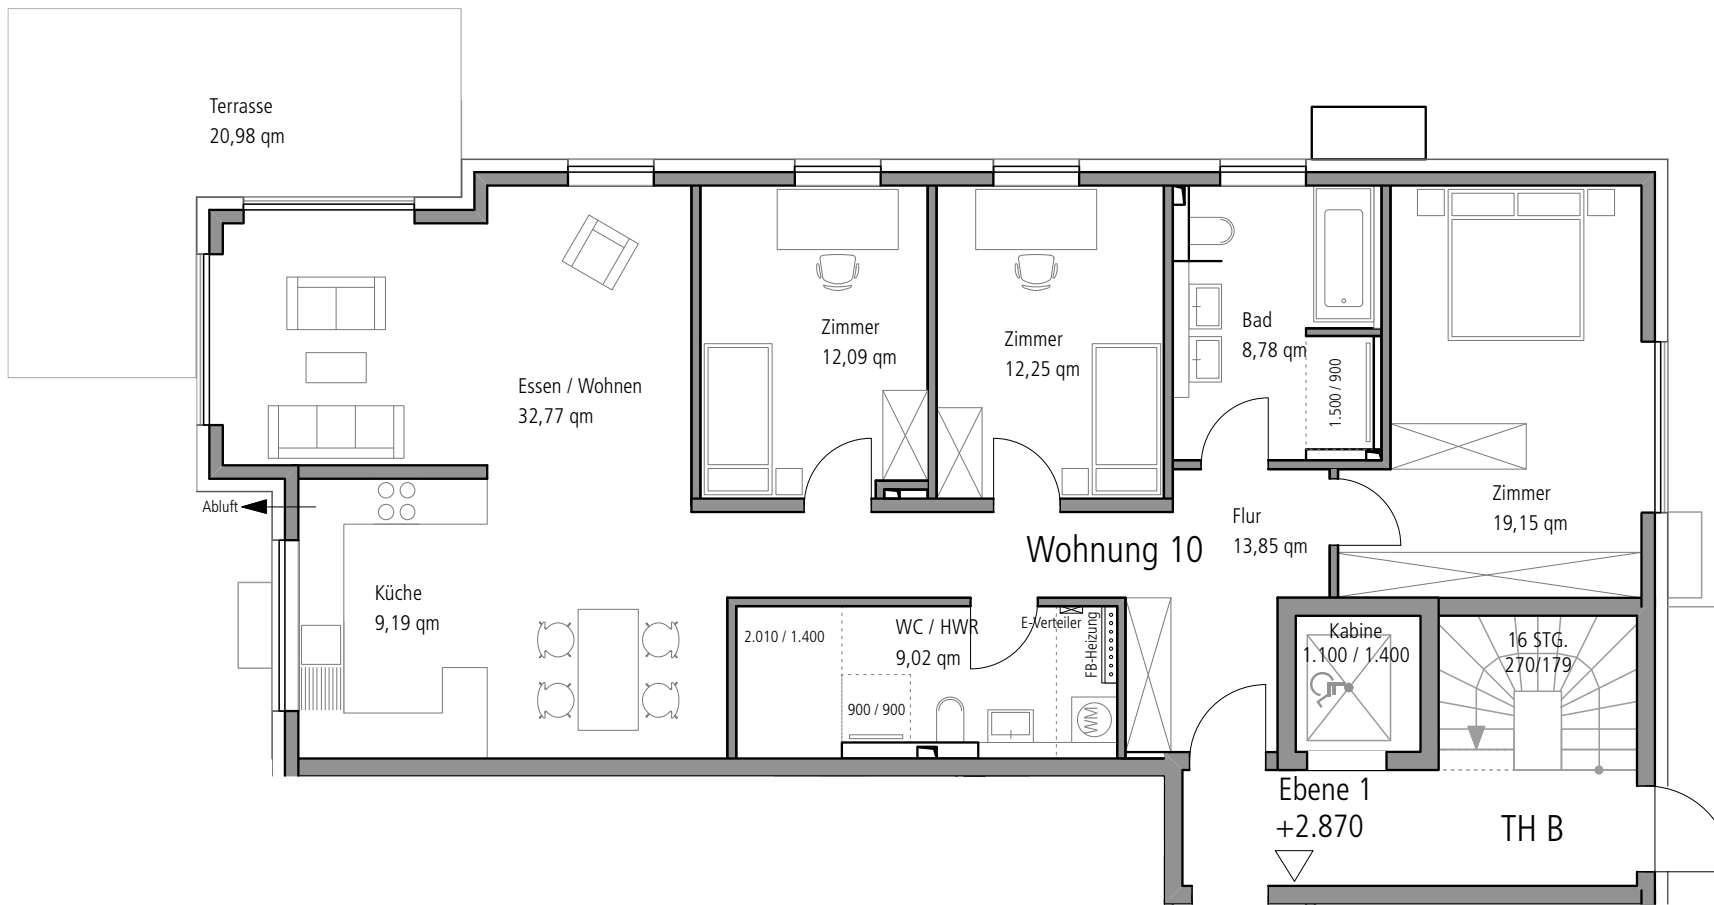 Terrasse
20,98 qm
Essen / Wohnen
32,77 qm
Zimmer
12,09 qm
Zimmer
12,25 qm
Bad
8,78 qm
1.500 / 900
Zimmer
19,15 qm
Abluft
Küche
9,19 qm
Wohnung 10
Flur
13,85 qm
2.010 / 1.400
WC / HWR
9,02 qm
E-Verteiler
FB-Heizung
900 / 900
WM
Kabine
1.100 / 1.400
16 STG.
270/179
Ebene 1
+2.870
TH B